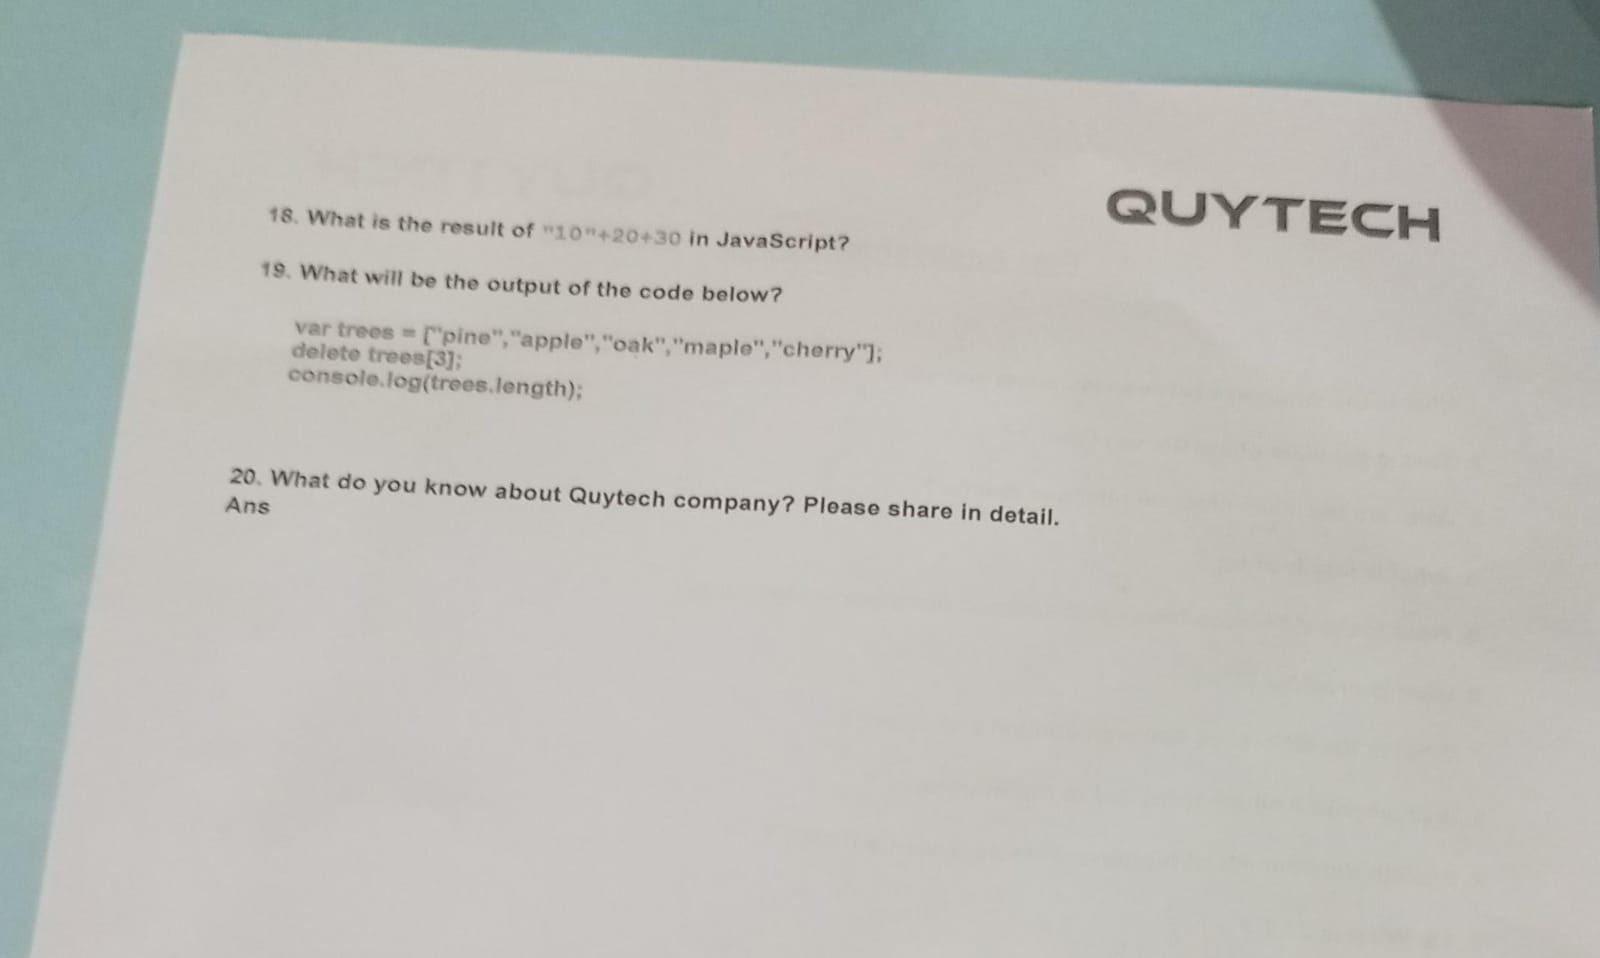 QUYTECH
18. What is the result of "10"+20+30 in JavaScript?
19. What will be the output of the code below?
var trees = ["pine","apple","oak","maple","cherry"];
delete trees[3];
console.log(trees.length);
20. What do you know about Quytech company? Please share in detail.
Ans